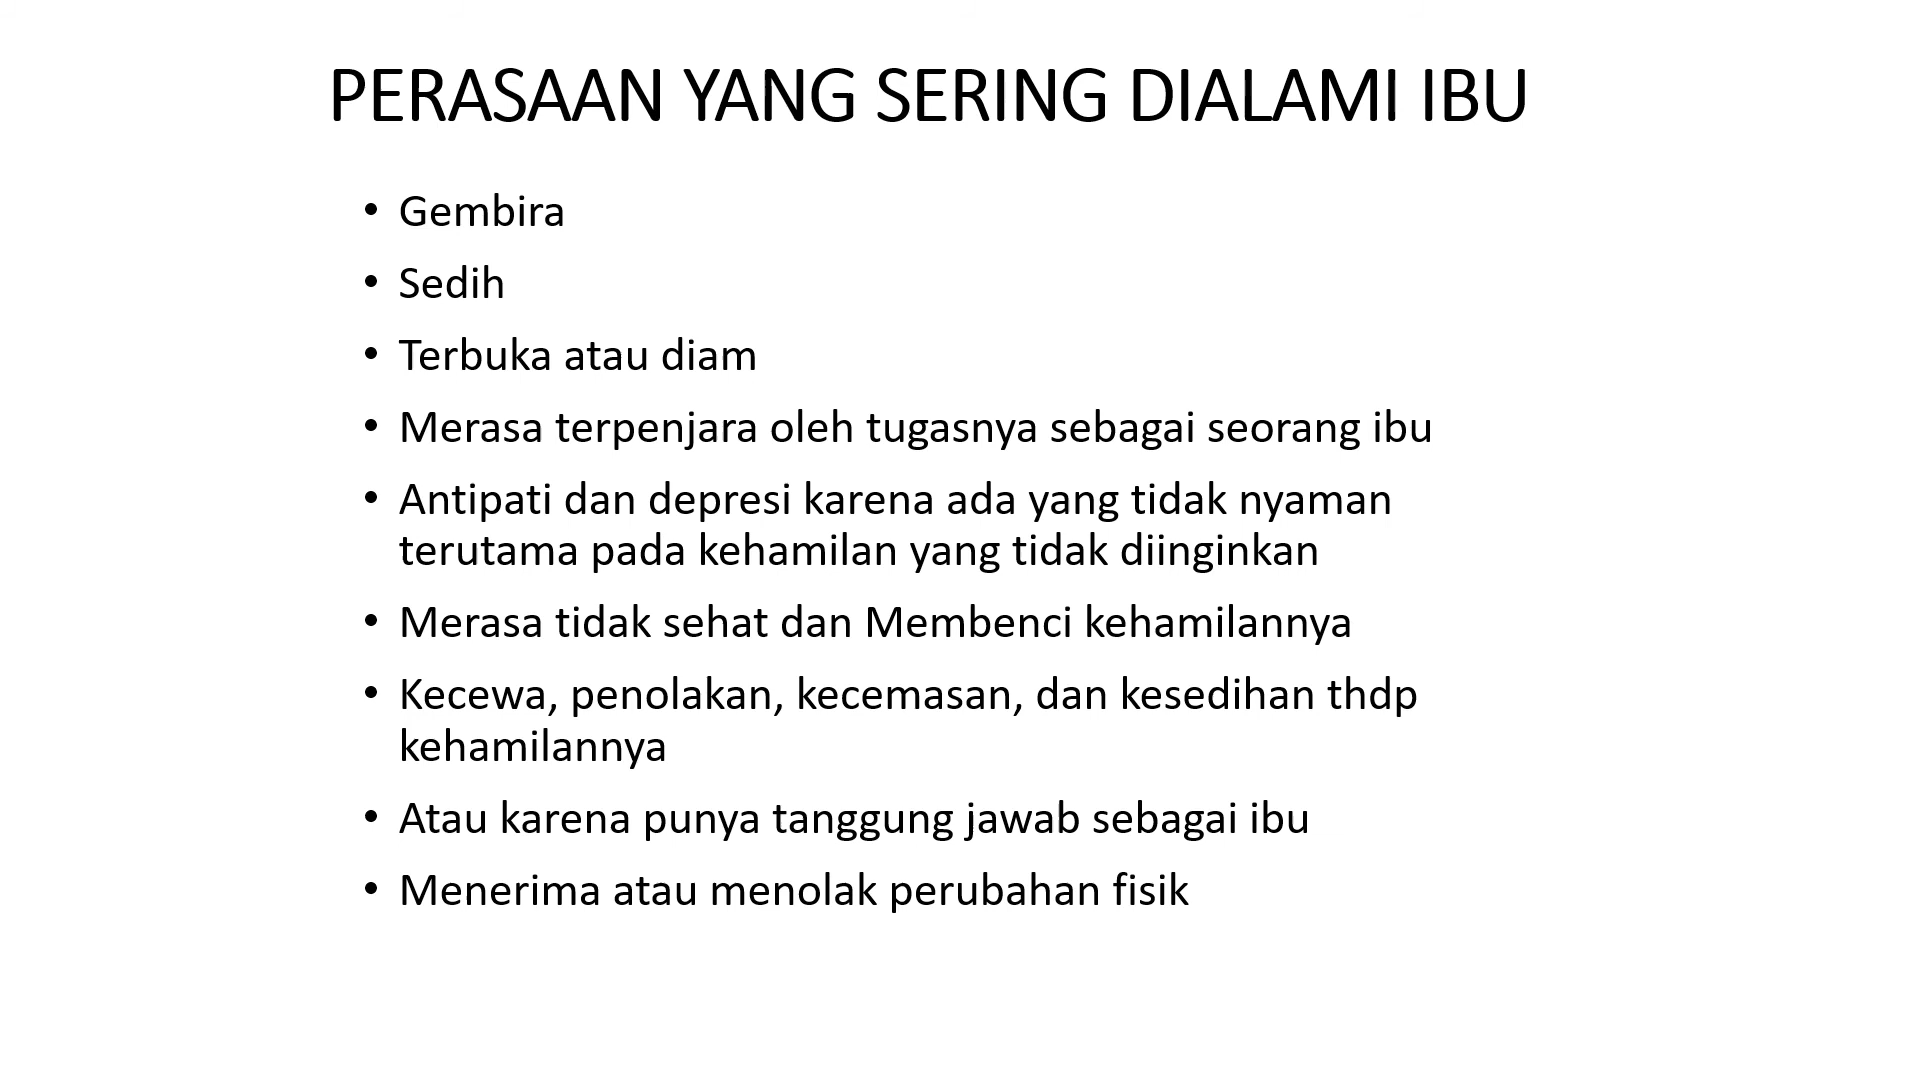 PERASAAN YANG SERING DIALAMI IBU
• Gembira
• Sedih
• Terbuka atau diam
• Merasa terpenjara oleh tugasnya sebagai seorang ibu
• Antipati dan depresi karena ada yang tidak nyaman
terutama pada kehamilan yang tidak diinginkan
• Merasa tidak sehat dan Membenci kehamilannya
• Kecewa, penolakan, kecemasan, dan kesedihan thdp
kehamilannya
• Atau karena punya tanggung jawab sebagai ibu
• Menerima atau menolak perubahan fisik